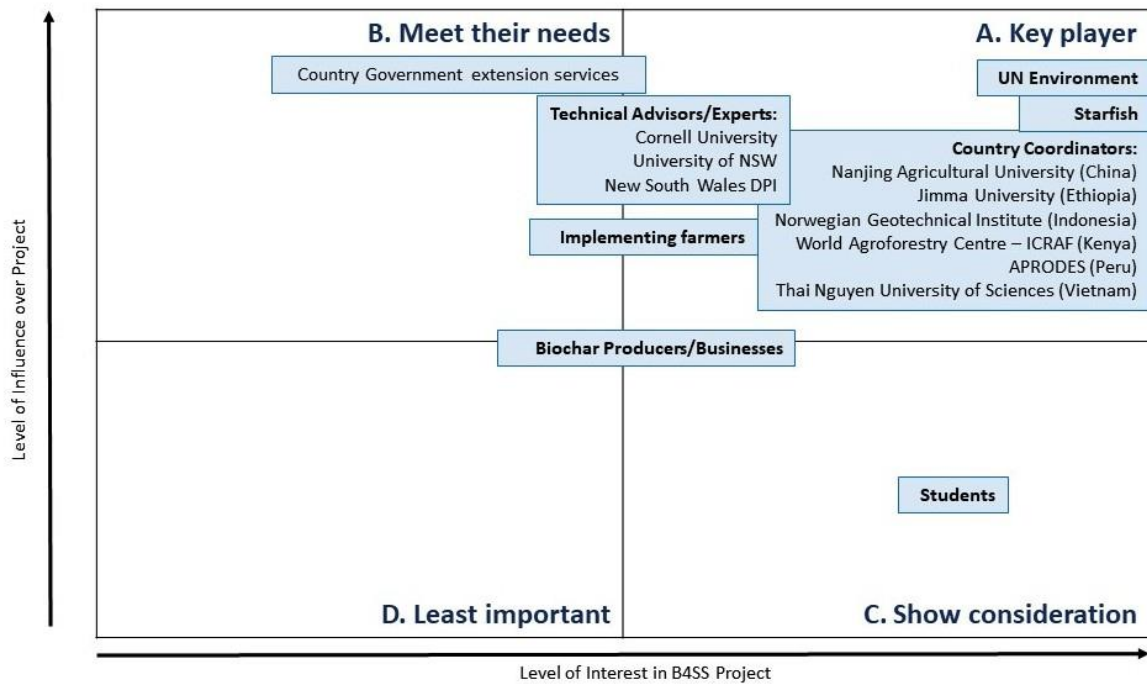 B. Meet their needs
A. Key player
Country Government extension services
UN Environment
Starfish
Technical Advisors/Experts:
Cornell University
University of NSW
New South Wales DPI
Country Coordinators:
Nanjing Agricultural University (China)
Jimma University (Ethiopia)
Norwegian Geotechnical Institute (Indonesia)
World Agroforestry Centre – ICRAF (Kenya)
APRODES (Peru)
Thai Nguyen University of Sciences (Vietnam)
Implementing farmers
Biochar Producers/Businesses
Students
D. Least important
C. Show consideration
Level of Influence over Project
Level of Interest in B4SS Project